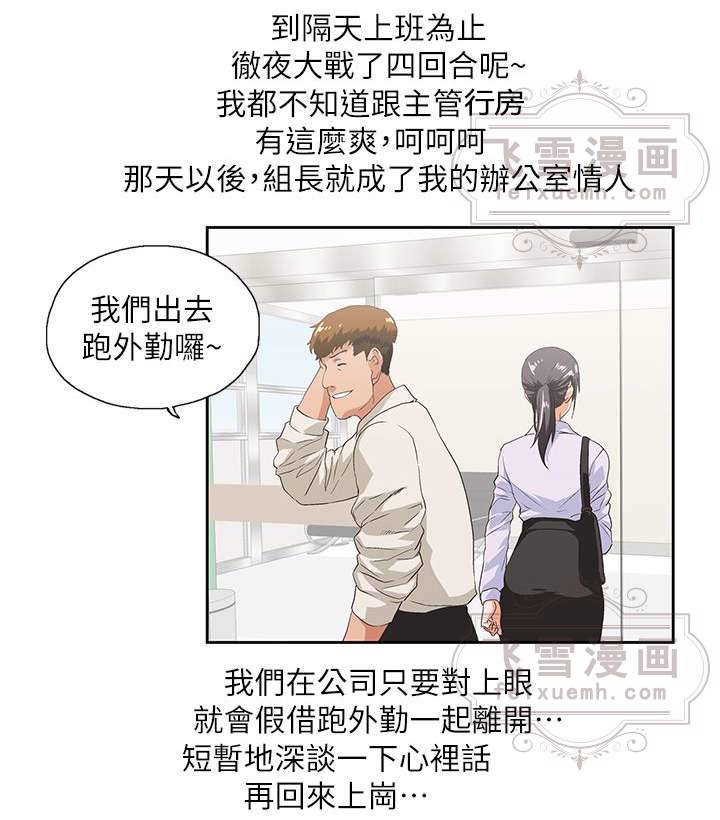 到隔天上班為止
徹夜大戰了四回合呢~
我都不知道跟主管行房
有這麼爽，呵呵呵
那天以後，組長就成了我的辦公室情人
飞雪漫画
feixuemh.com
我們出去
跑外勤囉~
飞雪漫画
feixuemh.com
我們在公司只要對上眼
就會假借跑外勤一起離開…
短暫地深談一下心裡話
再回來上崗…